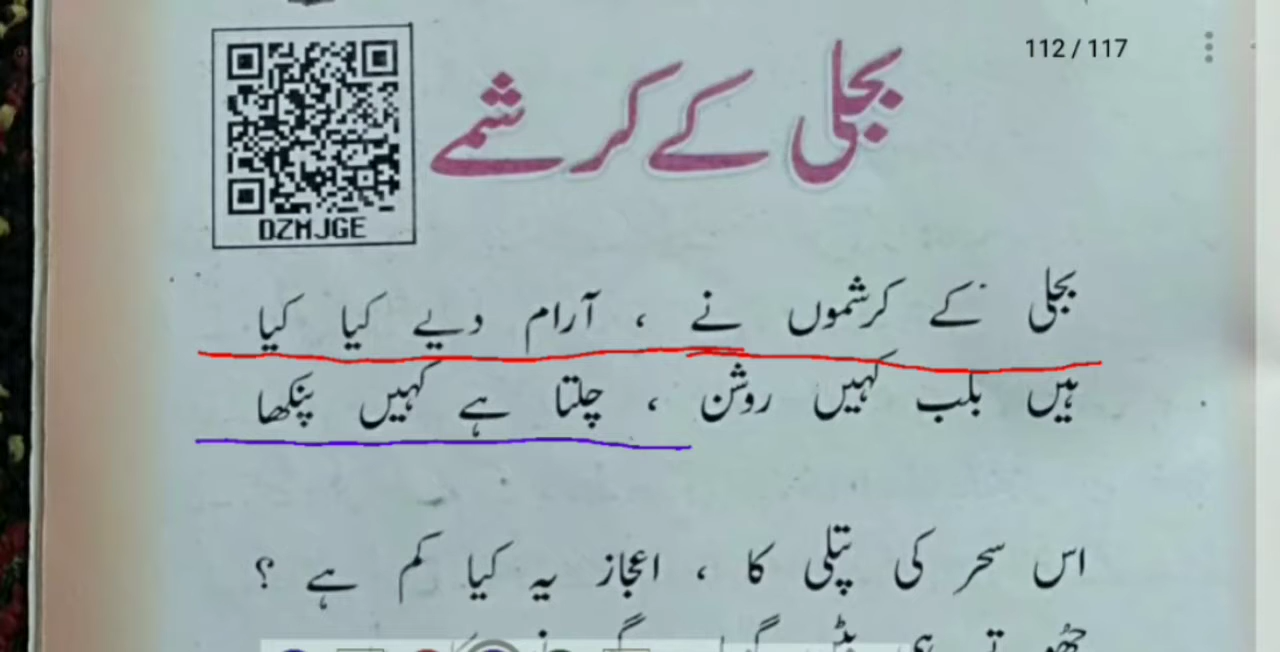 112 / 117
بجلی کے کرشمے
DZMJGE
بجلی کے کرشموں نے ، آرام دیے کیا کیا
ہیں بلب کہیں روشن ، چلتا ہے کہیں پنکھا
اس سحر کی پتلی کا ، اعجاز یہ کیا کم ہے ؟